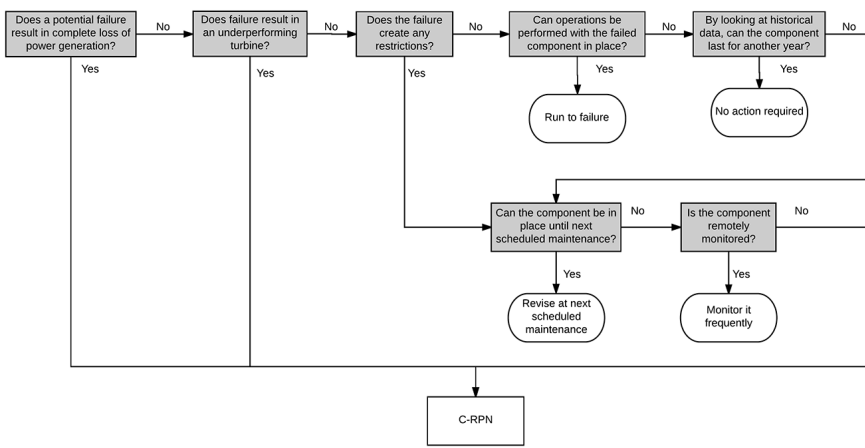 Does a potential failure
result in complete loss of
power generation?
No
Does failure result in
an underperforming
turbine?
No
Does the failure
create any
restrictions?
No
Can operations be
performed with the failed
component in place?
No
By looking at historical
data, can the component
last for another year?
No
Yes
Yes
Yes
Yes
Yes
Run to failure
No action required
Can the component be in
place until next
scheduled maintenance?
No
Is the component
remotely
monitored?
No
Yes
Yes
Revise at next
scheduled
maintenance
Monitor it
frequently
C-RPN